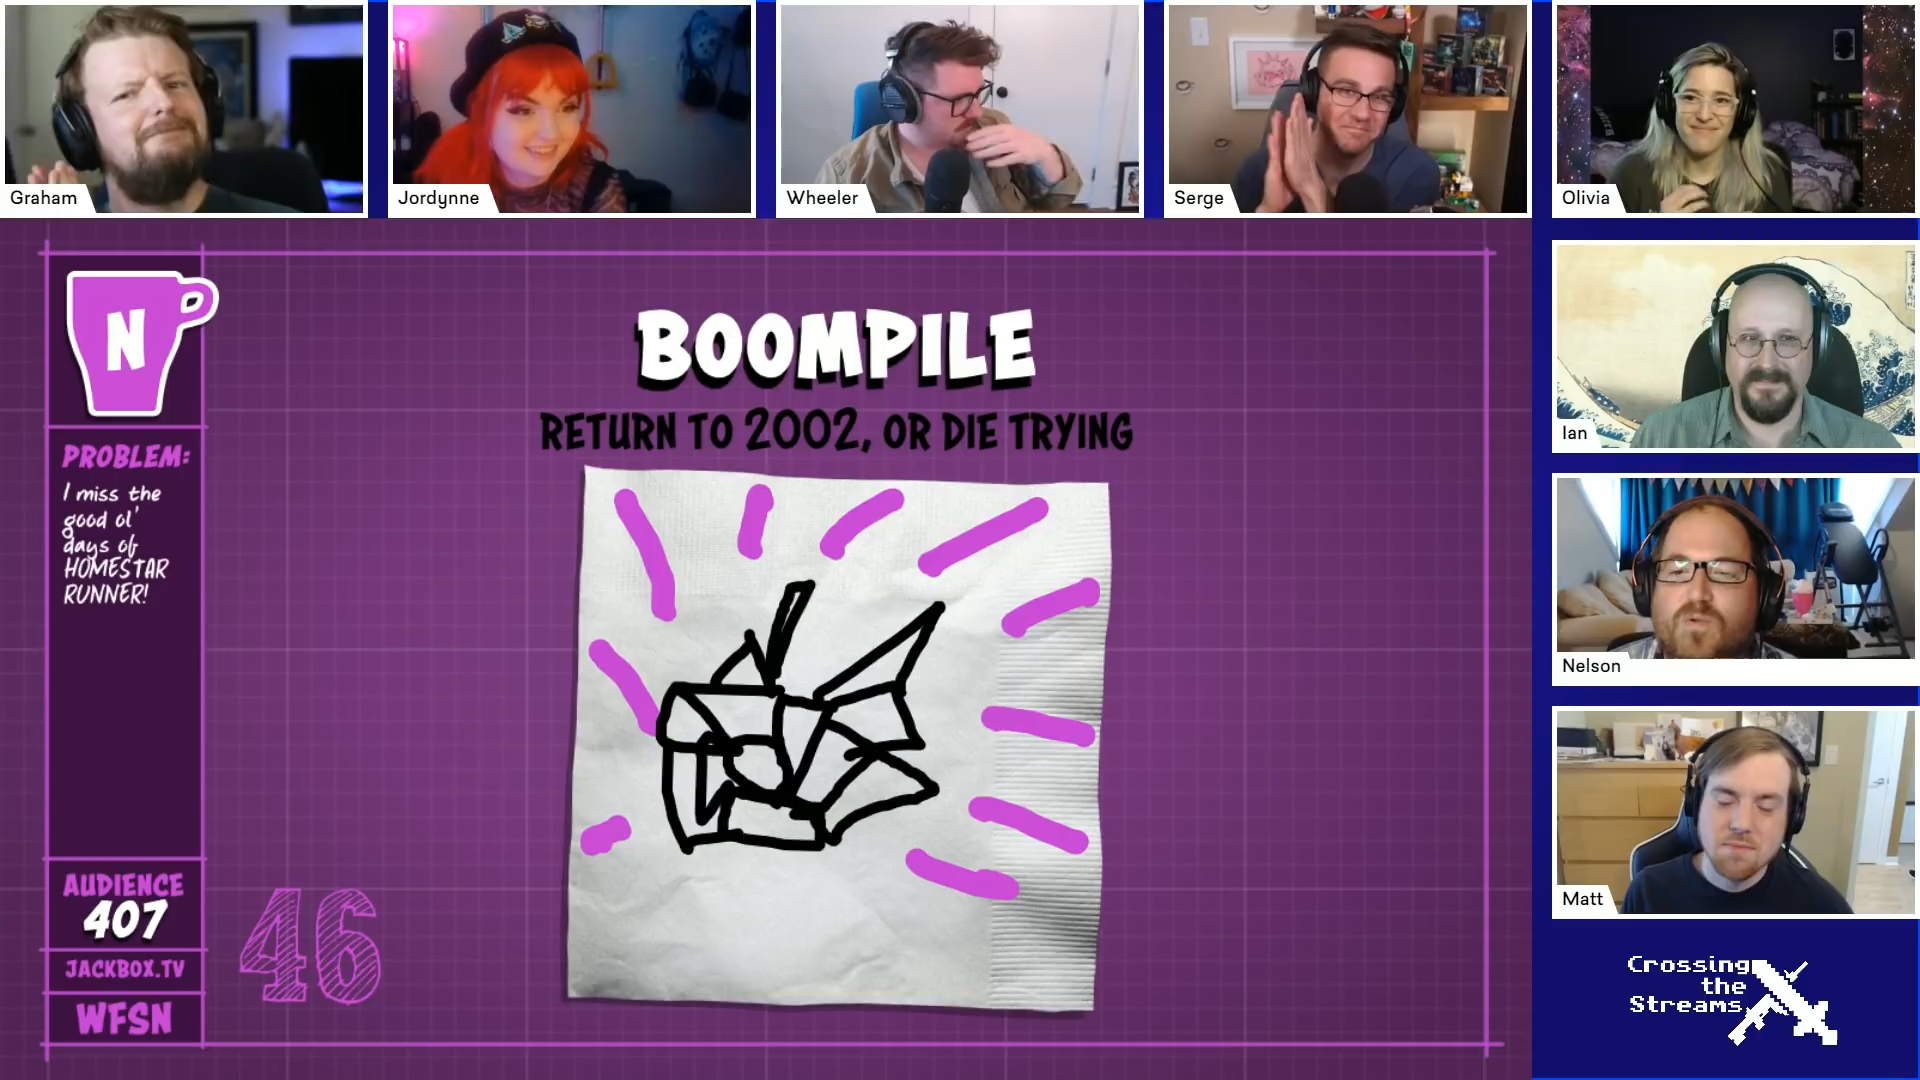 Graham
Jordynne
Wheeler
Serge
Olivia
N
BOOMPILE
RETURN TO 2002, OR DIE TRYING
PROBLEM:
I miss the
good ol'
days of
HOMESTAR
RUNNER!
AUDIENCE
407
JACKBOX.TV
WFSN
46
Ian
Nelson
Matt
Crossing
the
Streams